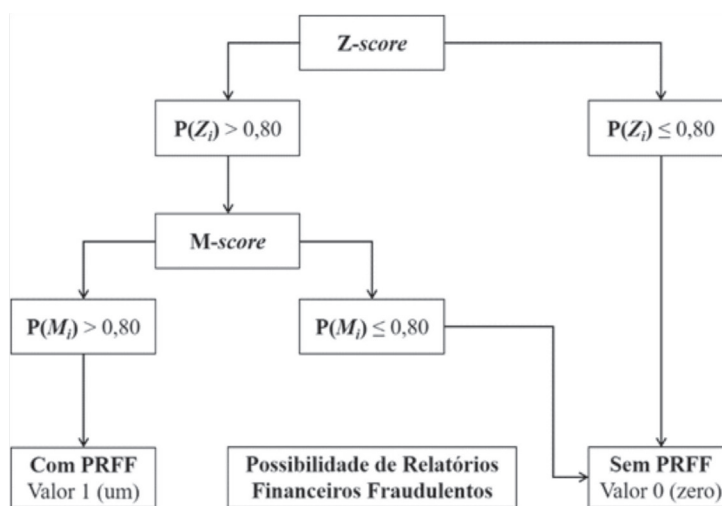 Z-score
P(Zi) > 0,80
P(Zi) ≤ 0,80
M-score
P(Mi) > 0,80
P(Mi) ≤ 0,80
Com PRFF
Valor 1 (um)
Possibilidade de Relatórios
Financeiros Fraudulentos
Sem PRFF
Valor 0 (zero)